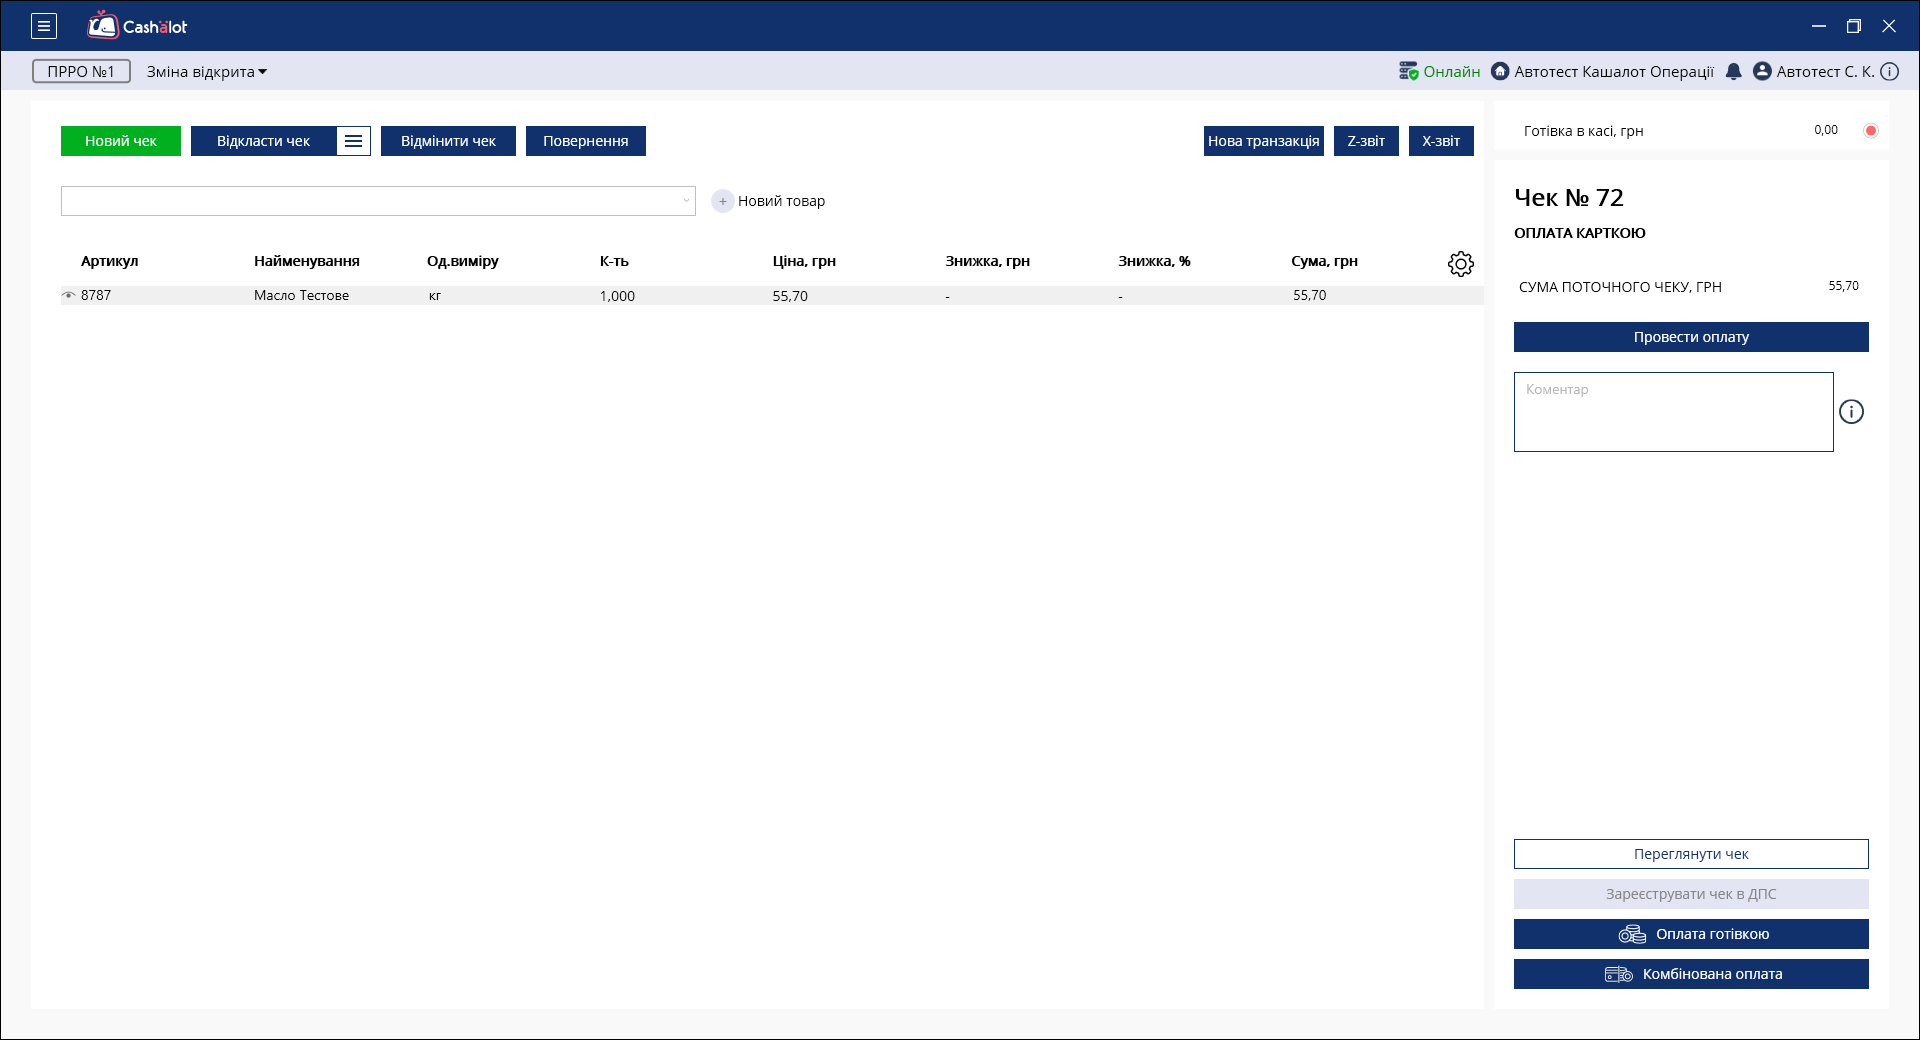 Cashalot
ПРРО №1
Зміна відкрита
Онлайн
Автотест Кашалот Операції
Автотест С. К.
Новий чек
Відкласти чек
Відмінити чек
Повернення
Нова транзакція
Z-звіт
X-звіт
Новий товар
Артикул Найменування Од.виміру К-ть Ціна, грн Знижка, грн Знижка, % Сума, грн
8787 Масло Тестове кг 1,000 55,70 - - 55,70
Готівка в касі, грн 0,00
Чек № 72
ОПЛАТА КАРТКОЮ
СУМА ПОТОЧНОГО ЧЕКУ, ГРН 55,70
Провести оплату
Коментар
Переглянути чек
Зареєструвати чек в ДПС
Оплата готівкою
Комбінована оплата